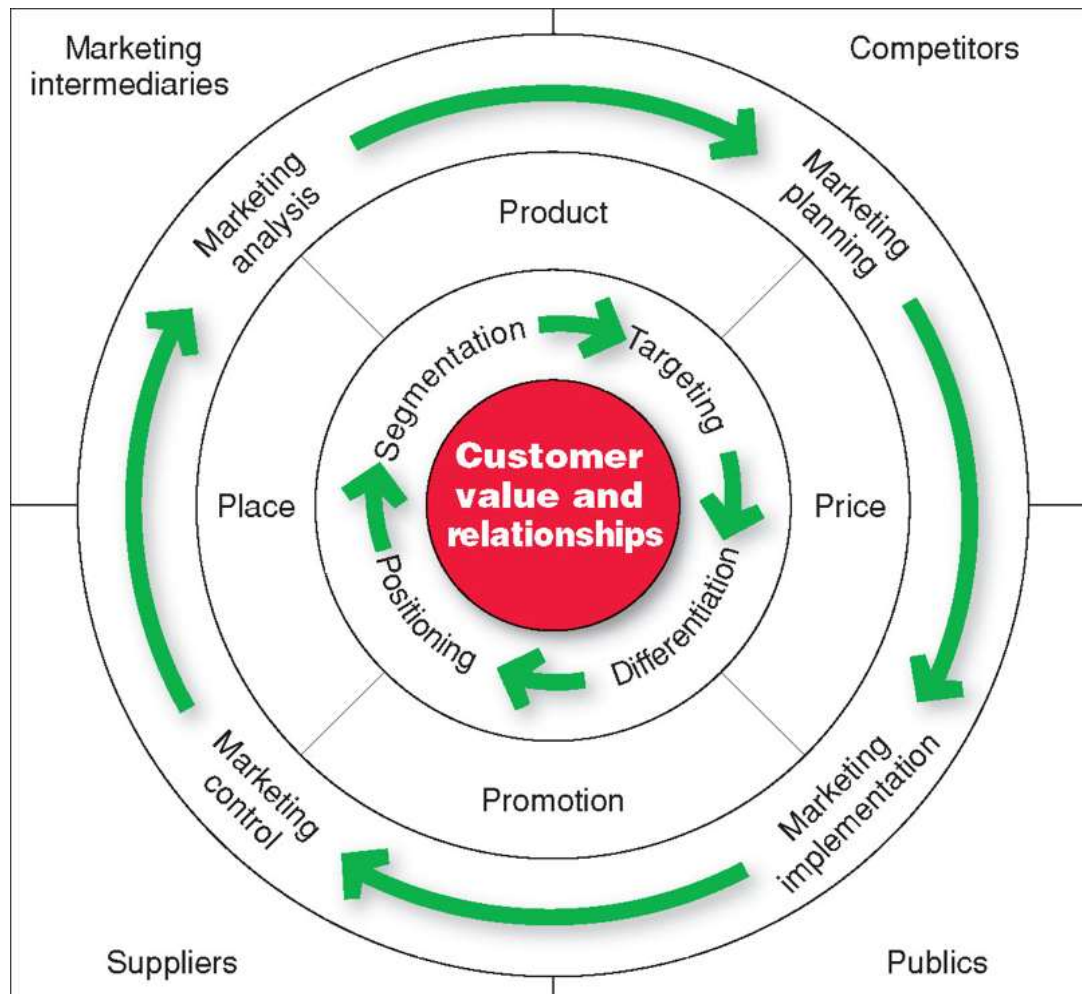 Marketing
intermediaries
Competitors
Marketing
analysis
Marketing
planning
Product
Segmentation
Targeting
Customer
value and
relationships
Place
Price
Positioning
Differentiation
Promotion
Marketing
control
Marketing
implementation
Suppliers
Publics